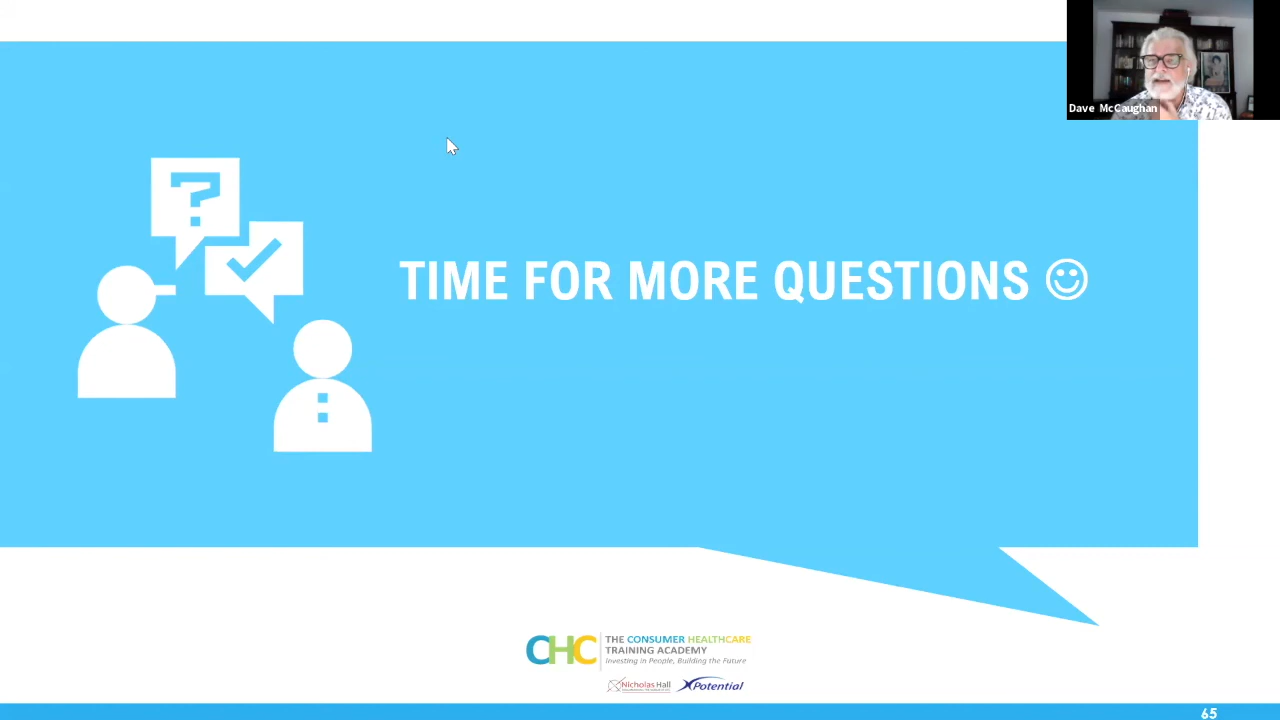 Dave McCaughan
?
TIME FOR MORE QUESTIONS ☺
CHC
THE CONSUMER HEALTHCARE
TRAINING ACADEMY
Investing in People, Building the Future
Nicholas Hall
XPotential
65